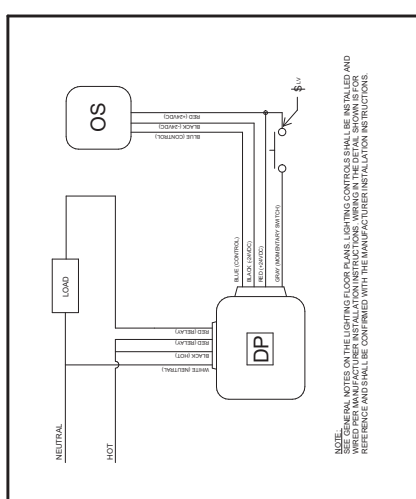 NEUTRAL
HOT
LOAD
WHITE (NEUTRAL)
BLACK (HOT)
RED (RELAY)
RED (RELAY)
DP
BLUE (CONTROL)
BLACK (-24VDC)
RED (+24VDC)
GRAY (MOMENTARY SWITCH)
OS
BLUE (CONTROL)
BLACK (-24VDC)
RED (+24VDC)
$LV
NOTE:
SEE GENERAL NOTES ON THE LIGHTING FLOOR PLANS. LIGHTING CONTROLS SHALL BE INSTALLED AND
WIRED PER MANUFACTURER INSTALLATION INSTRUCTIONS. WIRING IN THE DETAIL SHOWN IS FOR
REFERENCE AND SHALL BE CONFIRMED WITH THE MANUFACTURER INSTALLATION INSTRUCTIONS.